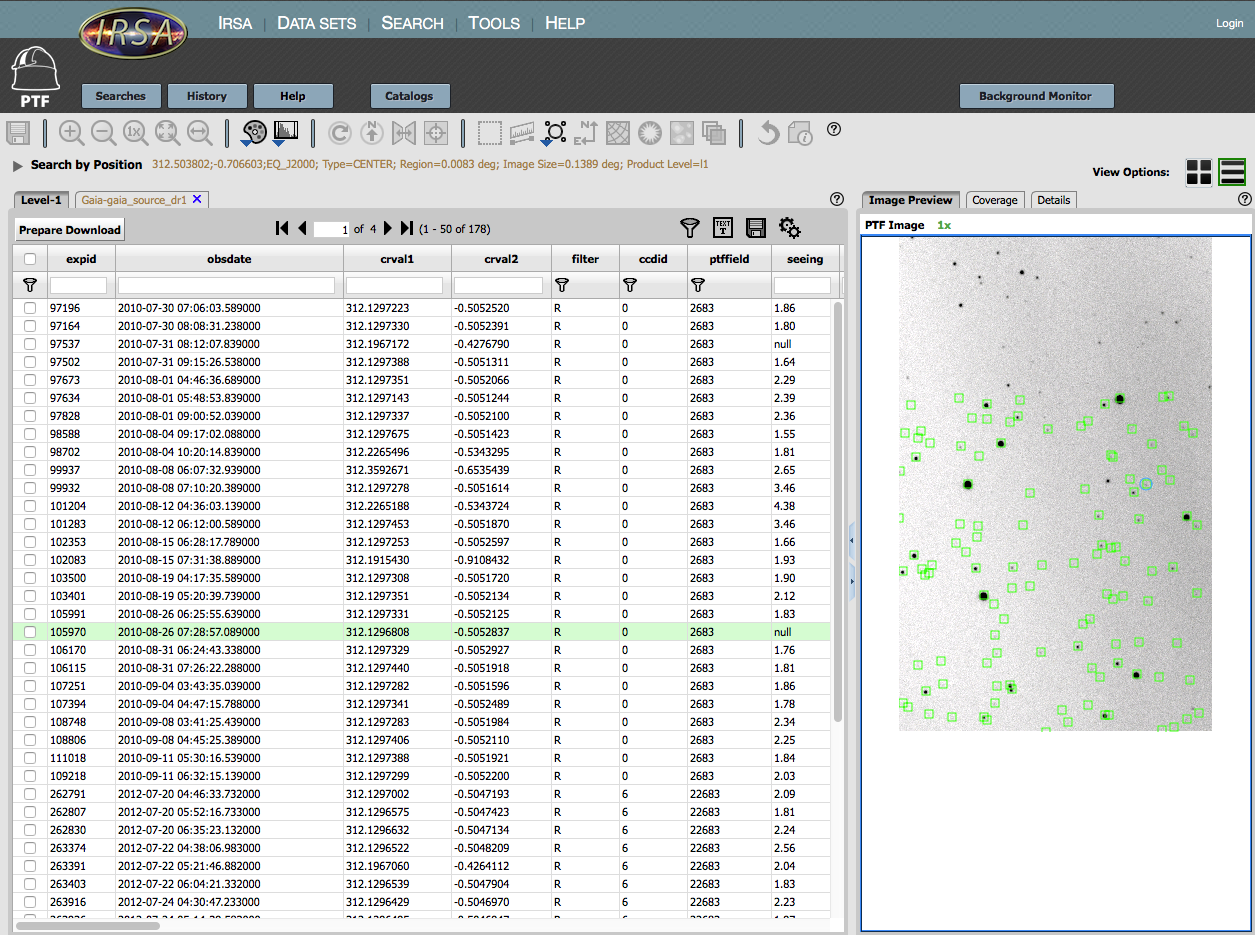 IRSA
IRSA DATA SETS SEARCH TOOLS HELP
Login
PTF
Searches History Help Catalogs Background Monitor
1x N N TEXT T
Search by Position 312.503802;-0.706603;EQ_J2000; Type=CENTER; Region=0.0083 deg; Image Size=0.1389 deg; Product Level=l1
View Options:
Level-1 Gaia-gaia_source_dr1 X
Image Preview Coverage Details
Prepare Download 1 of 4 (1 - 50 of 178)
PTF Image 1x
expid obsdate crval1 crval2 filter ccdid ptffield seeing
97196 2010-07-30 07:06:03.589000 312.1297223 -0.5052520 R 0 2683 1.86
97164 2010-07-30 08:08:31.238000 312.1297330 -0.5052391 R 0 2683 1.80
97537 2010-07-31 08:12:07.839000 312.1967172 -0.4276790 R 0 2683 null
97502 2010-07-31 09:15:26.538000 312.1297388 -0.5051311 R 0 2683 1.64
97673 2010-08-01 04:46:36.689000 312.1297351 -0.5052066 R 0 2683 2.29
97634 2010-08-01 05:48:53.839000 312.1297143 -0.5051244 R 0 2683 2.39
97828 2010-08-01 09:00:52.039000 312.1297337 -0.5052100 R 0 2683 2.36
98588 2010-08-04 09:17:02.088000 312.1297675 -0.5051423 R 0 2683 1.55
98702 2010-08-04 10:20:14.839000 312.2265496 -0.5343295 R 0 2683 1.81
99937 2010-08-08 06:07:32.939000 312.3592671 -0.6535439 R 0 2683 2.65
99932 2010-08-08 07:10:20.389000 312.1297278 -0.5051614 R 0 2683 3.46
101204 2010-08-12 04:36:03.139000 312.2265188 -0.5343724 R 0 2683 4.38
101283 2010-08-12 06:12:00.589000 312.1297453 -0.5051870 R 0 2683 3.46
102353 2010-08-15 06:28:17.789000 312.1297253 -0.5052597 R 0 2683 1.66
102083 2010-08-15 07:31:38.889000 312.1915430 -0.9108432 R 0 2683 1.93
103500 2010-08-19 04:17:35.589000 312.1297308 -0.5051720 R 0 2683 1.90
103401 2010-08-19 05:20:39.739000 312.1297351 -0.5052134 R 0 2683 2.12
105991 2010-08-26 06:25:55.639000 312.1297331 -0.5052125 R 0 2683 1.83
105970 2010-08-26 07:28:57.089000 312.1296808 -0.5052837 R 0 2683 null
106170 2010-08-31 06:24:43.338000 312.1297329 -0.5052927 R 0 2683 1.76
106115 2010-08-31 07:26:22.288000 312.1297440 -0.5051918 R 0 2683 1.81
107251 2010-09-04 03:43:35.039000 312.1297282 -0.5051596 R 0 2683 1.86
107394 2010-09-04 04:47:15.788000 312.1297341 -0.5052489 R 0 2683 1.78
108748 2010-09-08 03:41:25.439000 312.1297283 -0.5051984 R 0 2683 2.34
108806 2010-09-08 04:45:25.389000 312.1297406 -0.5052110 R 0 2683 2.25
111018 2010-09-11 05:30:16.539000 312.1297388 -0.5051921 R 0 2683 1.84
109218 2010-09-11 06:32:15.139000 312.1297299 -0.5052200 R 0 2683 2.03
262791 2012-07-20 04:46:33.732000 312.1297002 -0.5047193 R 6 22683 2.09
262807 2012-07-20 05:52:16.733000 312.1296575 -0.5047423 R 6 22683 1.81
262830 2012-07-20 06:35:23.132000 312.1296632 -0.5047134 R 6 22683 2.24
263374 2012-07-22 04:38:06.983000 312.1296522 -0.5048209 R 6 22683 2.56
263391 2012-07-22 05:21:46.882000 312.1967060 -0.4264112 R 6 22683 2.04
263403 2012-07-22 06:04:21.332000 312.1296539 -0.5047904 R 6 22683 1.83
263916 2012-07-24 04:30:47.233000 312.1296429 -0.5046970 R 6 22683 2.23